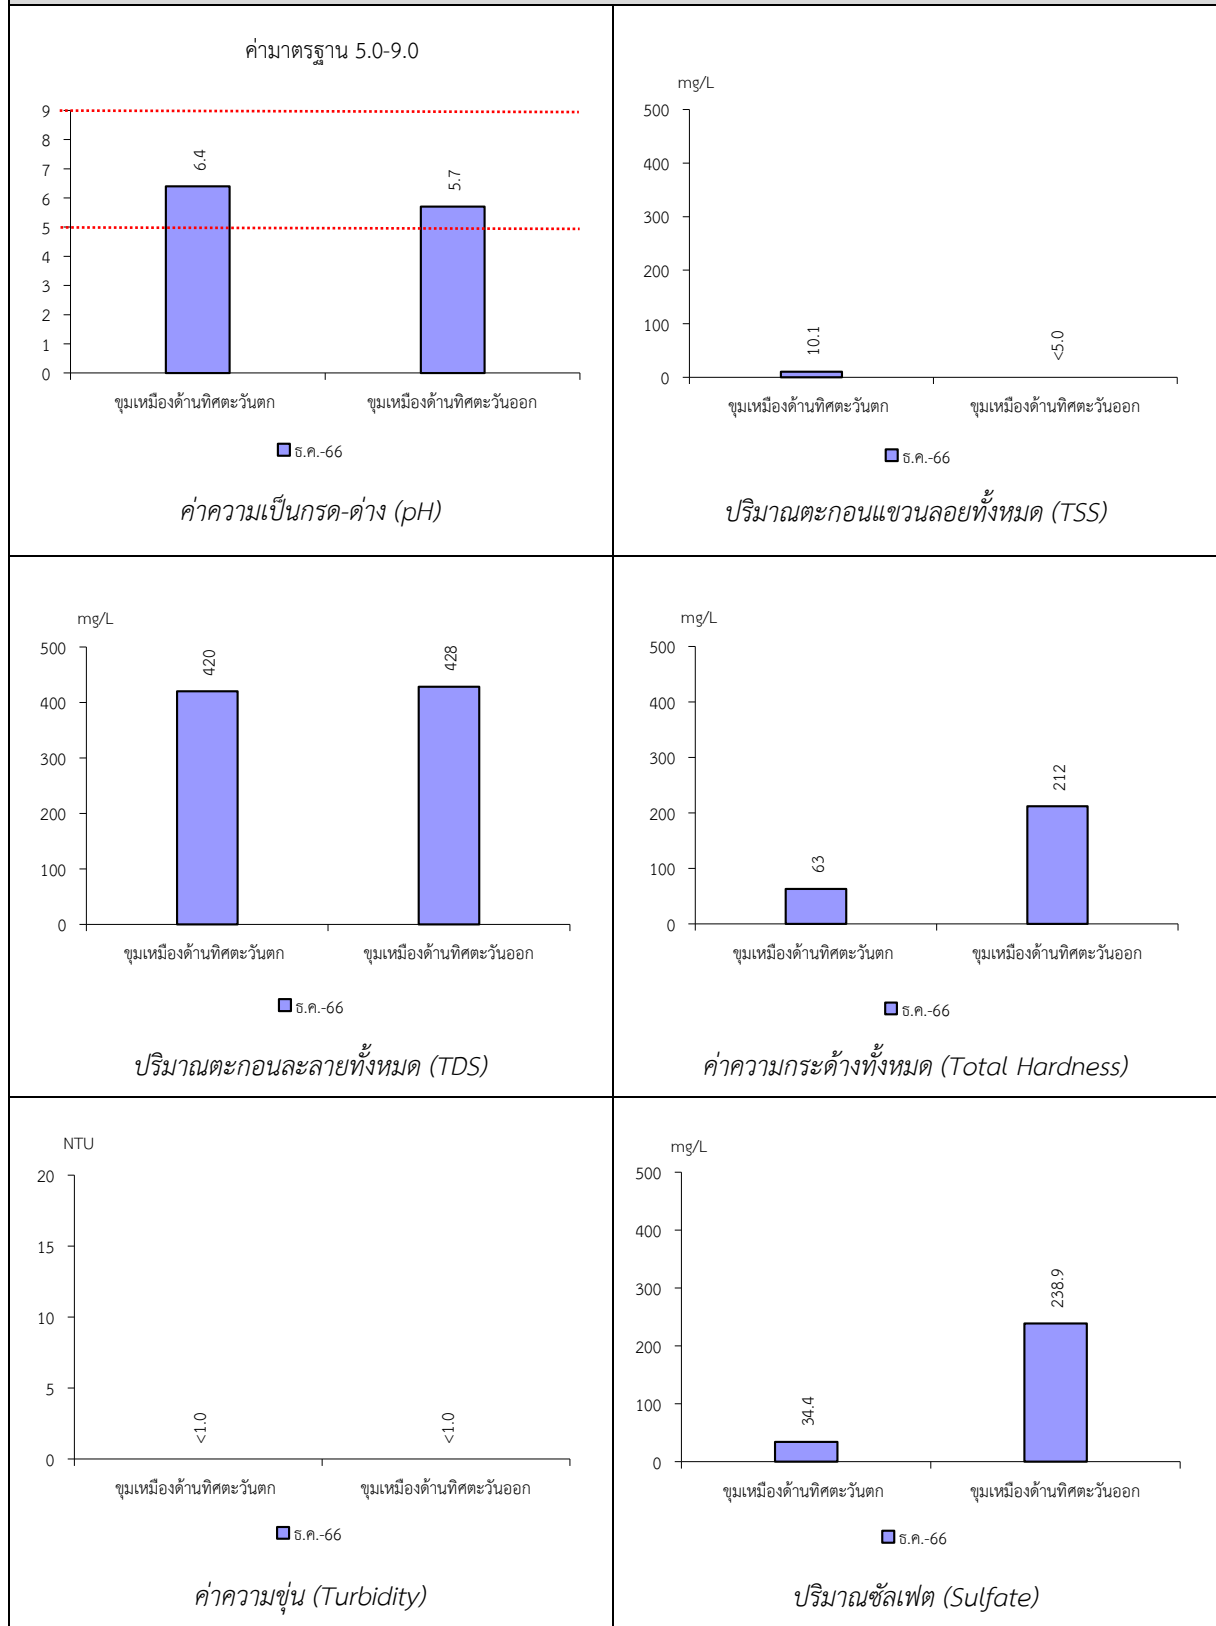 ค่ามาตรฐาน 5.0-9.0
9
8
7
6
5
4
3
2
1
0
6.4
5.7
ขุมเหมืองด้านทิศตะวันตก
ขุมเหมืองด้านทิศตะวันออก
ธ.ค.-66
ค่าความเป็นกรด-ด่าง (pH)
mg/L
500
400
300
200
100
0
10.1
<5.0
ขุมเหมืองด้านทิศตะวันตก
ขุมเหมืองด้านทิศตะวันออก
ธ.ค.-66
ปริมาณตะกอนแขวนลอยทั้งหมด (TSS)
mg/L
500
400
300
200
100
0
420
428
ขุมเหมืองด้านทิศตะวันตก
ขุมเหมืองด้านทิศตะวันออก
ธ.ค.-66
ปริมาณตะกอนละลายทั้งหมด (TDS)
mg/L
500
400
300
200
100
0
63
212
ขุมเหมืองด้านทิศตะวันตก
ขุมเหมืองด้านทิศตะวันออก
ธ.ค.-66
ค่าความกระด้างทั้งหมด (Total Hardness)
NTU
20
15
10
5
0
<1.0
<1.0
ขุมเหมืองด้านทิศตะวันตก
ขุมเหมืองด้านทิศตะวันออก
ธ.ค.-66
ค่าความขุ่น (Turbidity)
mg/L
500
400
300
200
100
0
34.4
238.9
ขุมเหมืองด้านทิศตะวันตก
ขุมเหมืองด้านทิศตะวันออก
ธ.ค.-66
ปริมาณซัลเฟต (Sulfate)